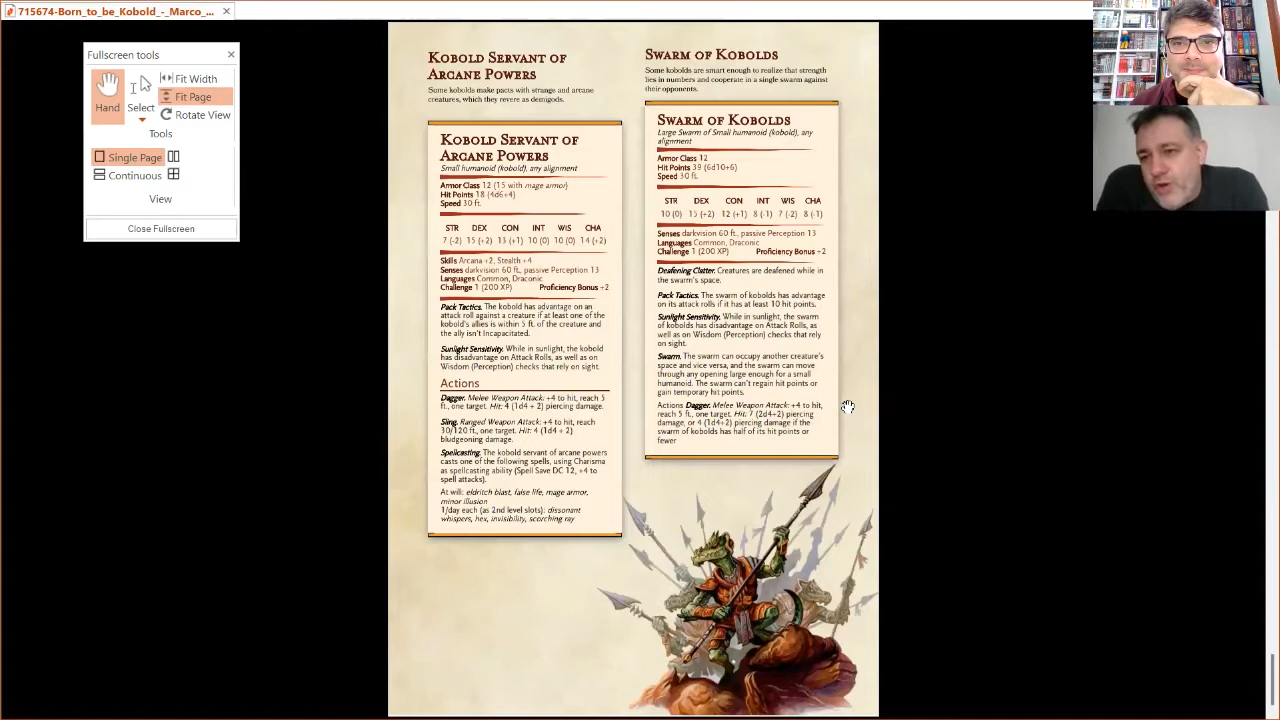 715674-Born_to_be_Kobold_-_Marco_...
Fullscreen tools
Hand
Select
Fit Width
Fit Page
Rotate View
Tools
Single Page
Continuous
View
Close Fullscreen
Kobold Servant of
Arcane Powers
Some kobolds make pacts with strange and arcane
creatures, which they revere as demigods.
Kobold Servant of
Arcane Powers
Small humanoid (kobold), any alignment
Armor Class 12 (15 with mage armor)
Hit Points 18 (4d6+4)
Speed 30 ft.
STR DEX CON INT WIS CHA
7 (-2) 15 (+2) 13 (+1) 10 (0) 10 (0) 14 (+2)
Skills Arcana +2, Stealth +4
Senses darkvision 60 ft., passive Perception 13
Languages Common, Draconic
Challenge 1 (200 XP) Proficiency Bonus +2
Pack Tactics. The kobold has advantage on an
attack roll against a creature if at least one of the
kobold's allies is within 5 ft. of the creature and
the ally isn't Incapacitated.
Sunlight Sensitivity. While in sunlight, the kobold
has disadvantage on Attack Rolls, as well as on
Wisdom (Perception) checks that rely on sight.
Actions
Dagger. Melee Weapon Attack: +4 to hit, reach 5
ft., one target. Hit: 4 (1d4 + 2) piercing damage.
Sling. Ranged Weapon Attack: +4 to hit, reach
30/120 ft., one target. Hit: 4 (1d4 + 2)
bludgeoning damage.
Spellcasting. The kobold servant of arcane powers
casts one of the following spells, using Charisma
as spellcasting ability (Spell Save DC 12, +4 to
spell attacks).
At will: eldritch blast, false life, mage armor,
minor illusion
1/day each (as 2nd level slots): dissonant
whispers, hex, invisibility, scorching ray
Swarm of Kobolds
Some kobolds are smart enough to realize that strength
lies in numbers and cooperate in a single swarm against
their opponents.
Swarm of Kobolds
Large Swarm of Small humanoid (kobold), any
alignment
Armor Class 12
Hit Points 39 (6d10+6)
Speed 30 ft.
STR DEX CON INT WIS CHA
10 (0) 15 (+2) 12 (+1) 8 (-1) 7 (-2) 8 (-1)
Senses darkvision 60 ft., passive Perception 13
Languages Common, Draconic
Challenge 1 (200 XP) Proficiency Bonus +2
Deafening Clatter. Creatures are deafened while in
the swarm's space.
Pack Tactics. The swarm of kobolds has advantage
on its attack rolls if it has at least 10 hit points.
Sunlight Sensitivity. While in sunlight, the swarm
of kobolds has disadvantage on Attack Rolls, as
well as on Wisdom (Perception) checks that rely
on sight.
Swarm. The swarm can occupy another creature's
space and vice versa, and the swarm can move
through any opening large enough for a small
humanoid. The swarm can't regain hit points or
gain temporary hit points.
Actions Dagger. Melee Weapon Attack: +4 to hit,
reach 5 ft., one target. Hit: 7 (2d4+2) piercing
damage, or 4 (1d4+2) piercing damage if the
swarm of kobolds has half of its hit points or
fewer